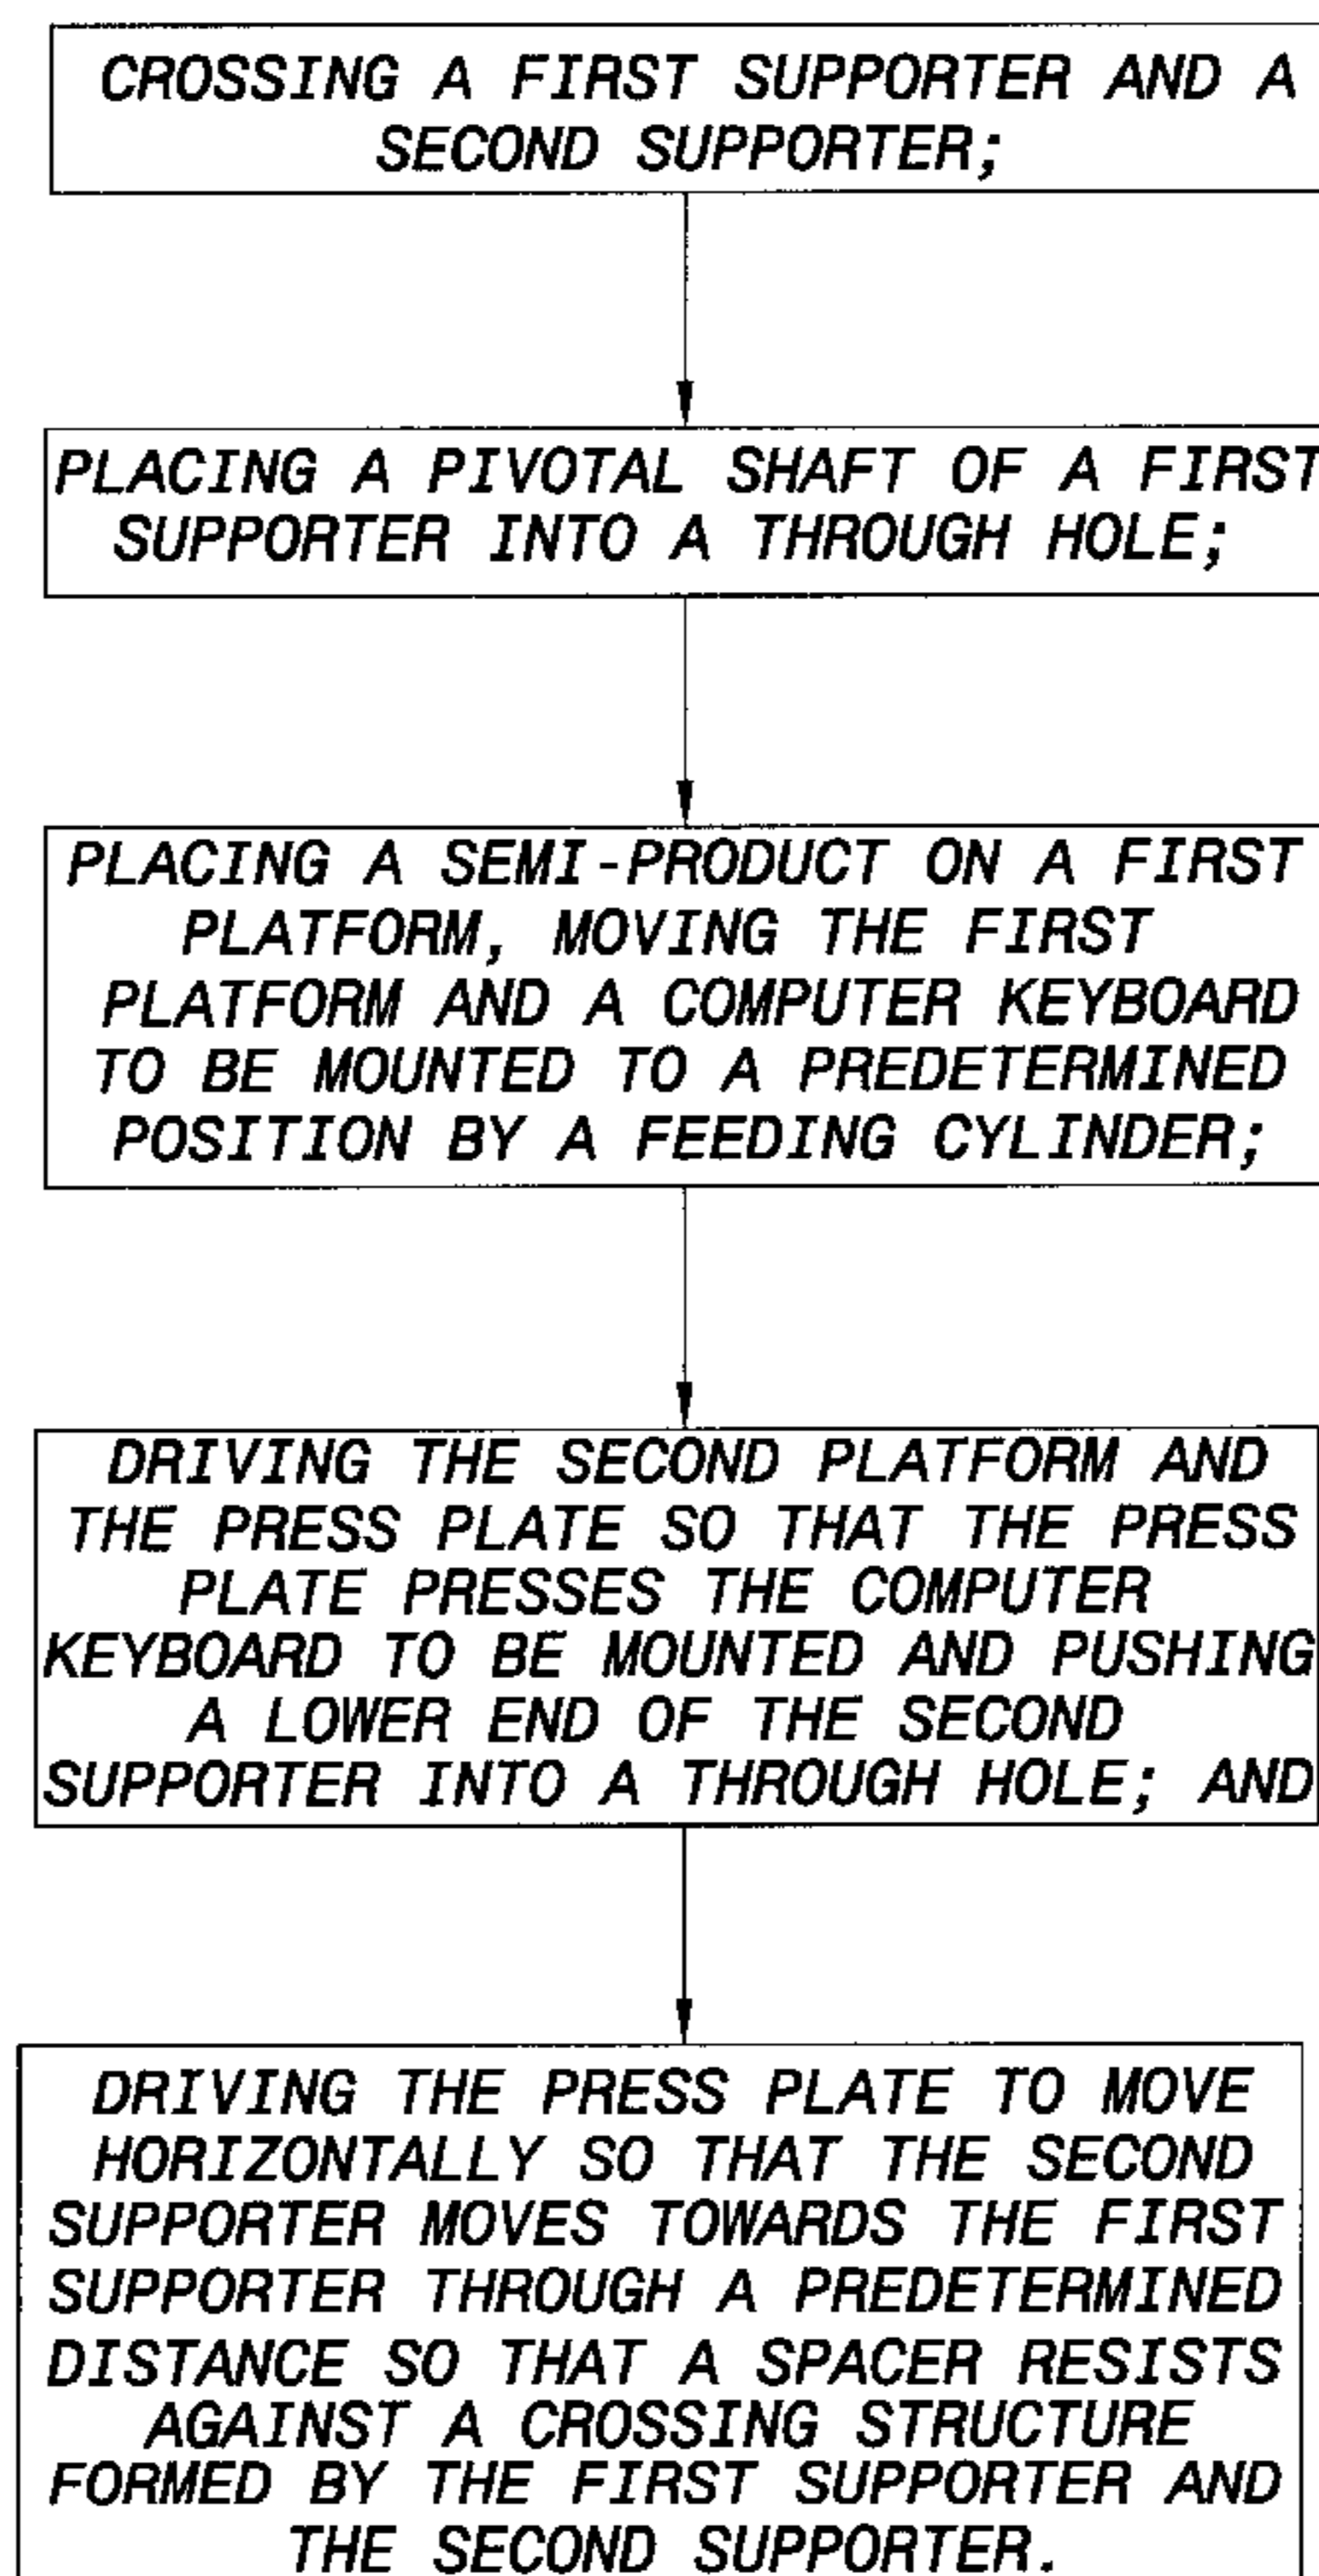 CROSSING A FIRST SUPPORTER AND A
SECOND SUPPORTER;
PLACING A PIVOTAL SHAFT OF A FIRST
SUPPORTER INTO A THROUGH HOLE;
PLACING A SEMI-PRODUCT ON A FIRST
PLATFORM, MOVING THE FIRST
PLATFORM AND A COMPUTER KEYBOARD
TO BE MOUNTED TO A PREDETERMINED
POSITION BY A FEEDING CYLINDER;
DRIVING THE SECOND PLATFORM AND
THE PRESS PLATE SO THAT THE PRESS
PLATE PRESSES THE COMPUTER
KEYBOARD TO BE MOUNTED AND PUSHING
A LOWER END OF THE SECOND
SUPPORTER INTO A THROUGH HOLE; AND
DRIVING THE PRESS PLATE TO MOVE
HORIZONTALLY SO THAT THE SECOND
SUPPORTER MOVES TOWARDS THE FIRST
SUPPORTER THROUGH A PREDETERMINED
DISTANCE SO THAT A SPACER RESISTS
AGAINST A CROSSING STRUCTURE
FORMED BY THE FIRST SUPPORTER AND
THE SECOND SUPPORTER.